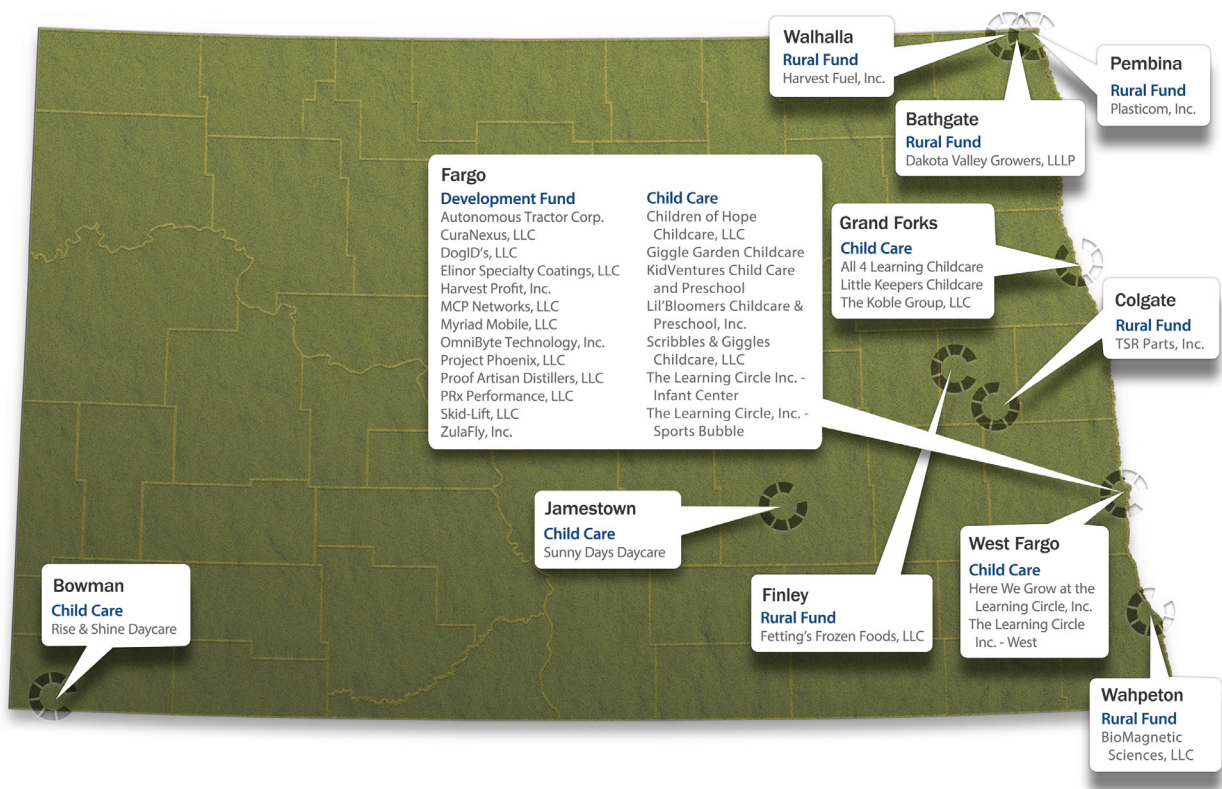 Walhalla
Rural Fund
Harvest Fuel, Inc.
Pembina
Rural Fund
Plasticom, Inc.
Bathgate
Rural Fund
Dakota Valley Growers, LLLP
Fargo
Development Fund
Autonomous Tractor Corp.
CuraNexus, LLC
DogID's, LLC
Elinor Specialty Coatings, LLC
Harvest Profit, Inc.
MCP Networks, LLC
Myriad Mobile, LLC
OmniByte Technology, Inc.
Project Phoenix, LLC
Proof Artisan Distillers, LLC
PRx Performance, LLC
Skid-Lift, LLC
ZulaFly, Inc.
Child Care
Children of Hope
Childcare, LLC
Giggle Garden Childcare
KidVentures Child Care
and Preschool
Lil'Bloomers Childcare &
Preschool, Inc.
Scribbles & Giggles
Childcare, LLC
The Learning Circle Inc. -
Infant Center
The Learning Circle, Inc. -
Sports Bubble
Grand Forks
Child Care
All 4 Learning Childcare
Little Keepers Childcare
The Koble Group, LLC
Colgate
Rural Fund
TSR Parts, Inc.
Jamestown
Child Care
Sunny Days Daycare
West Fargo
Child Care
Here We Grow at the
Learning Circle, Inc.
The Learning Circle
Inc. - West
Bowman
Child Care
Rise & Shine Daycare
Finley
Rural Fund
Fetting's Frozen Foods, LLC
Wahpeton
Rural Fund
BioMagnetic
Sciences, LLC